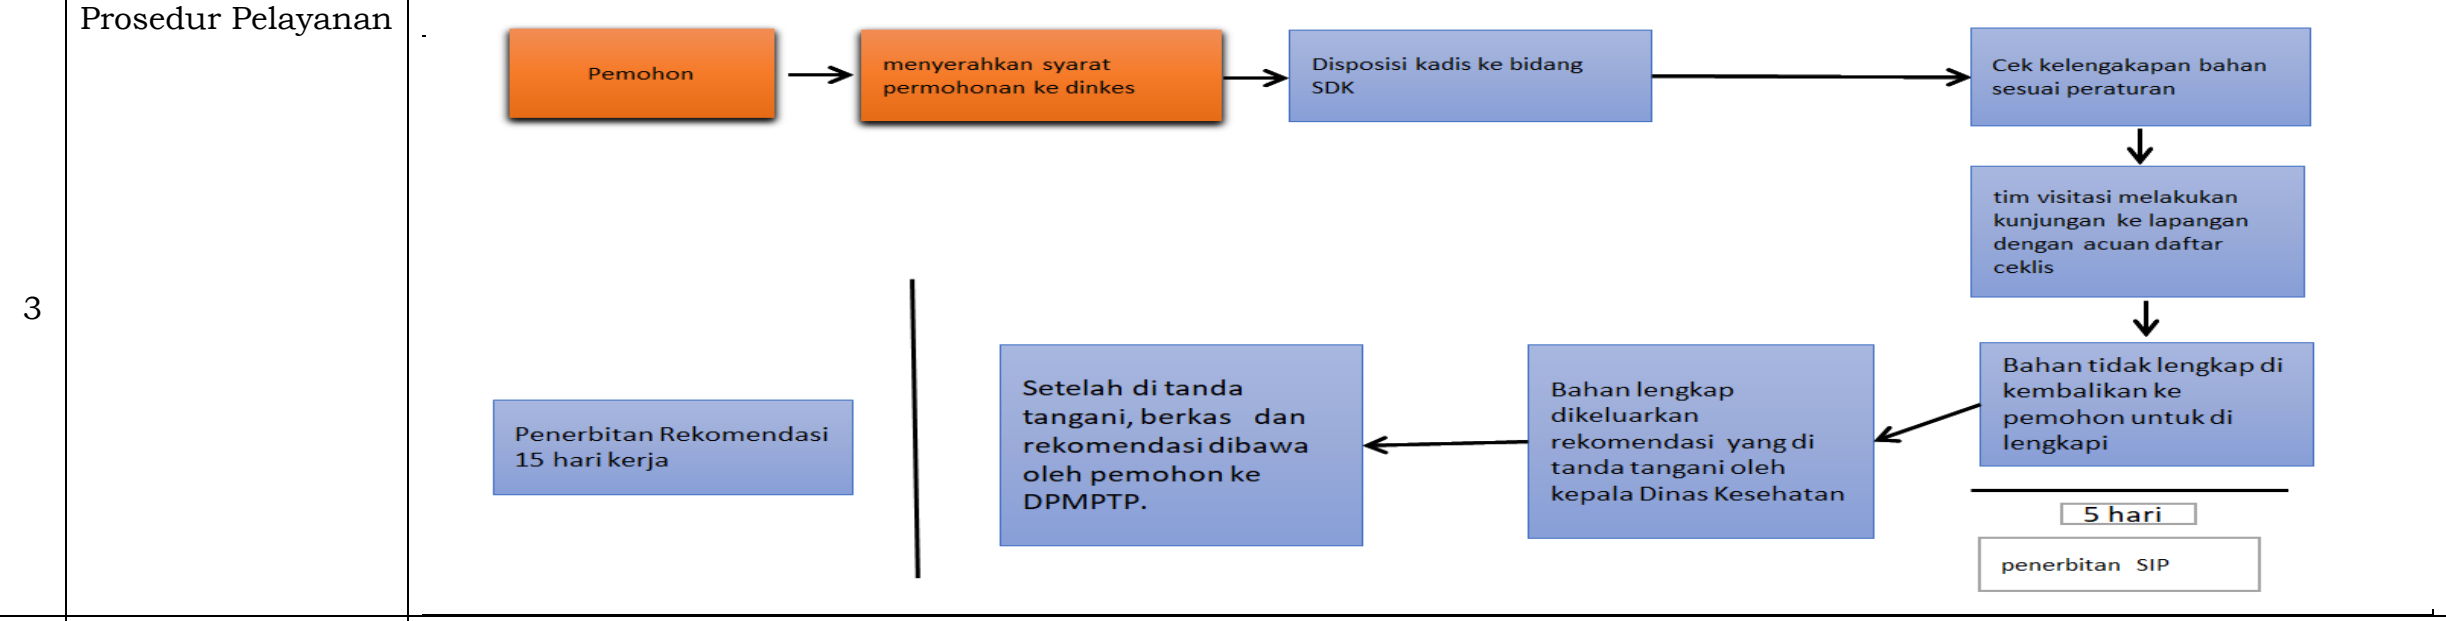 Prosedur Pelayanan
3
Pemohon
menyerahkan syarat
permohonan ke dinkes
Disposisi kadis ke bidang
SDK
Cek kelengakapan bahan
sesuai peraturan
tim visitasi melakukan
kunjungan ke lapangan
dengan acuan daftar
ceklis
Bahan tidak lengkap di
kembalikan ke
pemohon untuk di
lengkapi
Bahan lengkap
dikeluarkan
rekomendasi yang di
tanda tangani oleh
kepala Dinas Kesehatan
Setelah di tanda
tangani, berkas dan
rekomendasi dibawa
oleh pemohon ke
DPMPTP.
Penerbitan Rekomendasi
15 hari kerja
5 hari
penerbitan SIP